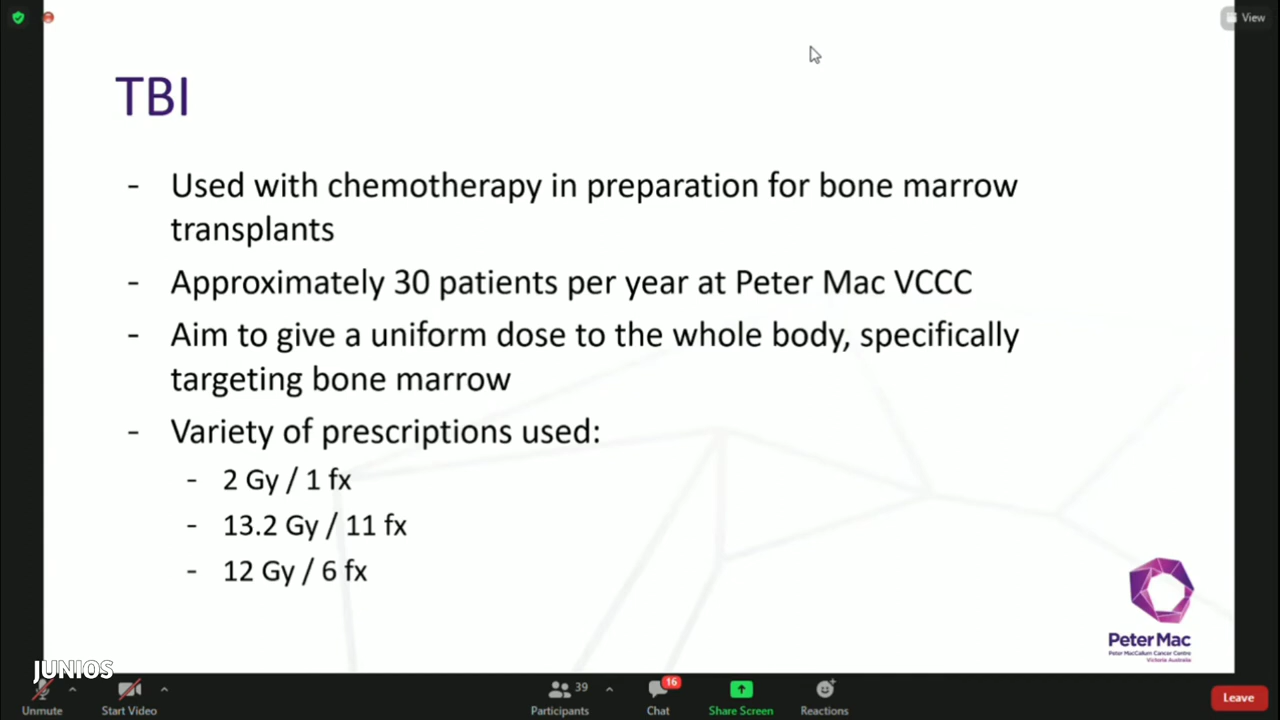 View
TBI
- Used with chemotherapy in preparation for bone marrow
transplants
- Approximately 30 patients per year at Peter Mac VCCC
- Aim to give a uniform dose to the whole body, specifically
targeting bone marrow
- Variety of prescriptions used:
- 2 Gy / 1 fx
- 13.2 Gy / 11 fx
- 12 Gy / 6 fx
Peter Mac
Peter MacCallum Cancer Centre
Victoria Australia
JUNIOS
Unmute
Start Video
39
Participants
16
Chat
Share Screen
Reactions
Leave